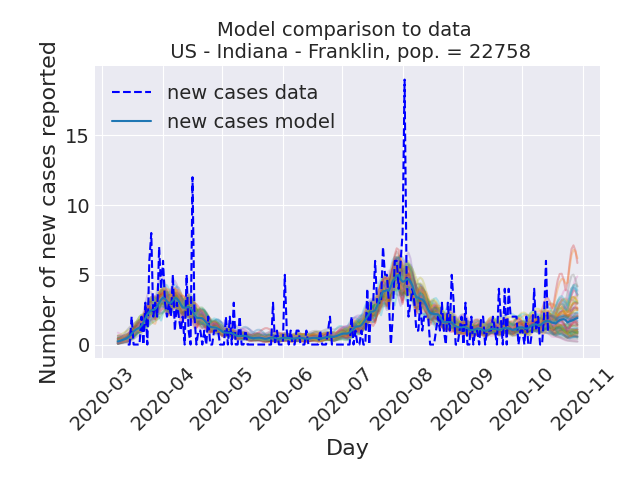 Model comparison to data
US - Indiana - Franklin, pop. = 22758
Number of new cases reported
new cases data
new cases model
15
10
5
0
2020-03
2020-04
2020-05
2020-06
2020-07
2020-08
2020-09
2020-10
2020-11
Day